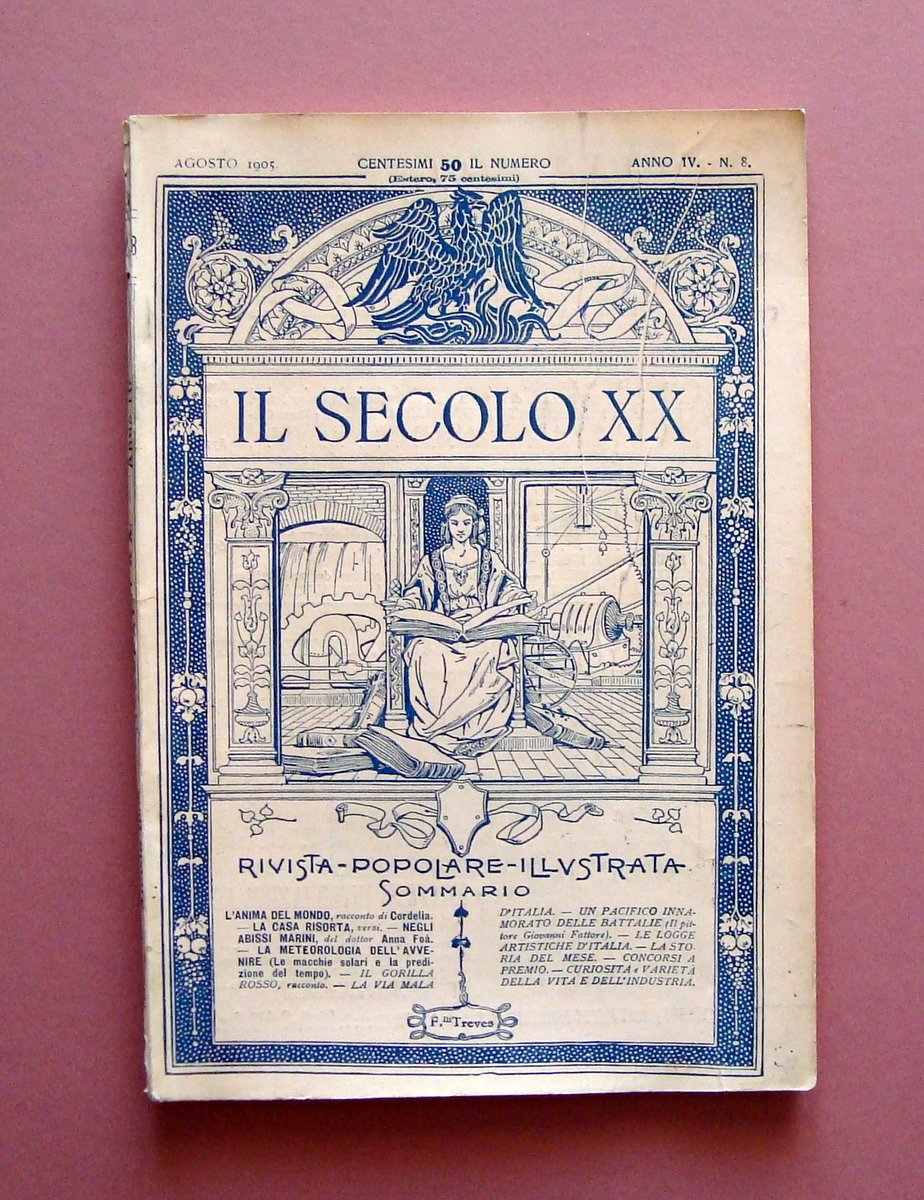 AGOSTO 1905.
CENTESIMI 50 IL NUMERO
(Estero, 75 centesimi)
ANNO IV. - N. 8.
IL SECOLO XX
RIVISTA-POPOLARE-ILLVSTRATA
SOMMARIO
L'ANIMA DEL MONDO, racconto di Cordelia.
— LA CASA RISORTA, versi. — NEGLI
ABISSI MARINI, del dottor Anna Foà.
— LA METEOROLOGIA DELL'AVVE-
NIRE (Le macchie solari e la predi-
zione del tempo). — IL GORILLA
ROSSO, racconto. — LA VIA MALA
D'ITALIA. — UN PACIFICO INNA-
MORATO DELLE BATTALIE (Il pit-
tore Giovanni Fattore). — LE LOGGE
ARTISTICHE D'ITALIA. — LA STO-
RIA DEL MESE. — CONCORSI A
PREMIO. — CURIOSITÀ e VARIETÀ
DELLA VITA E DELL'INDUSTRIA.
F.lli Treves